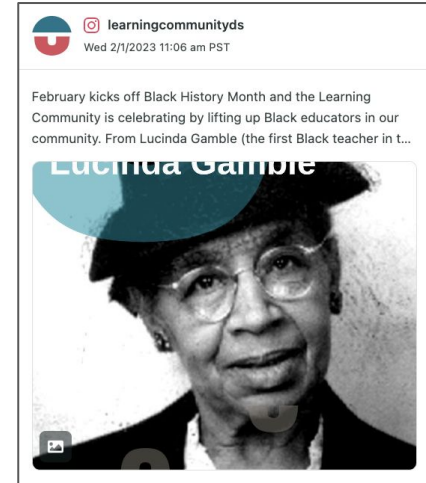 learningcommunityds
Wed 2/1/2023 11:06 am PST
February kicks off Black History Month and the Learning
Community is celebrating by lifting up Black educators in our
community. From Lucinda Gamble (the first Black teacher in t...
Lucinda Gamble